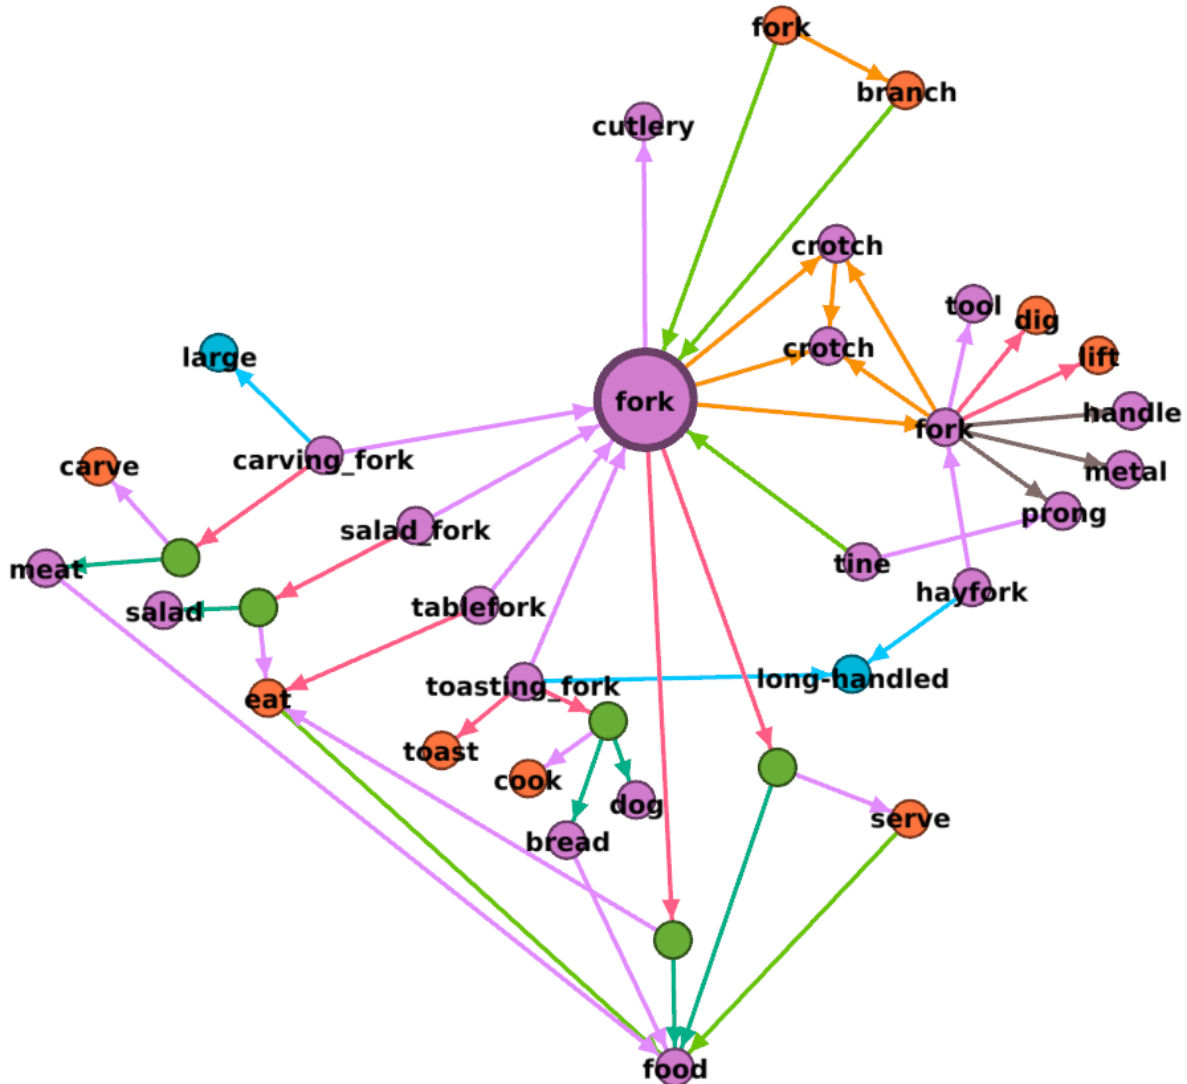 fork
branch
cutlery
crotch
tool
dig
crotch
lift
large
fork
handle
fork
carving_fork
carve
metal
prong
salad_fork
tine
meat
hayfork
salad
tablefork
long-handled
toasting_fork
eat
toast
cook
dog
serve
bread
food